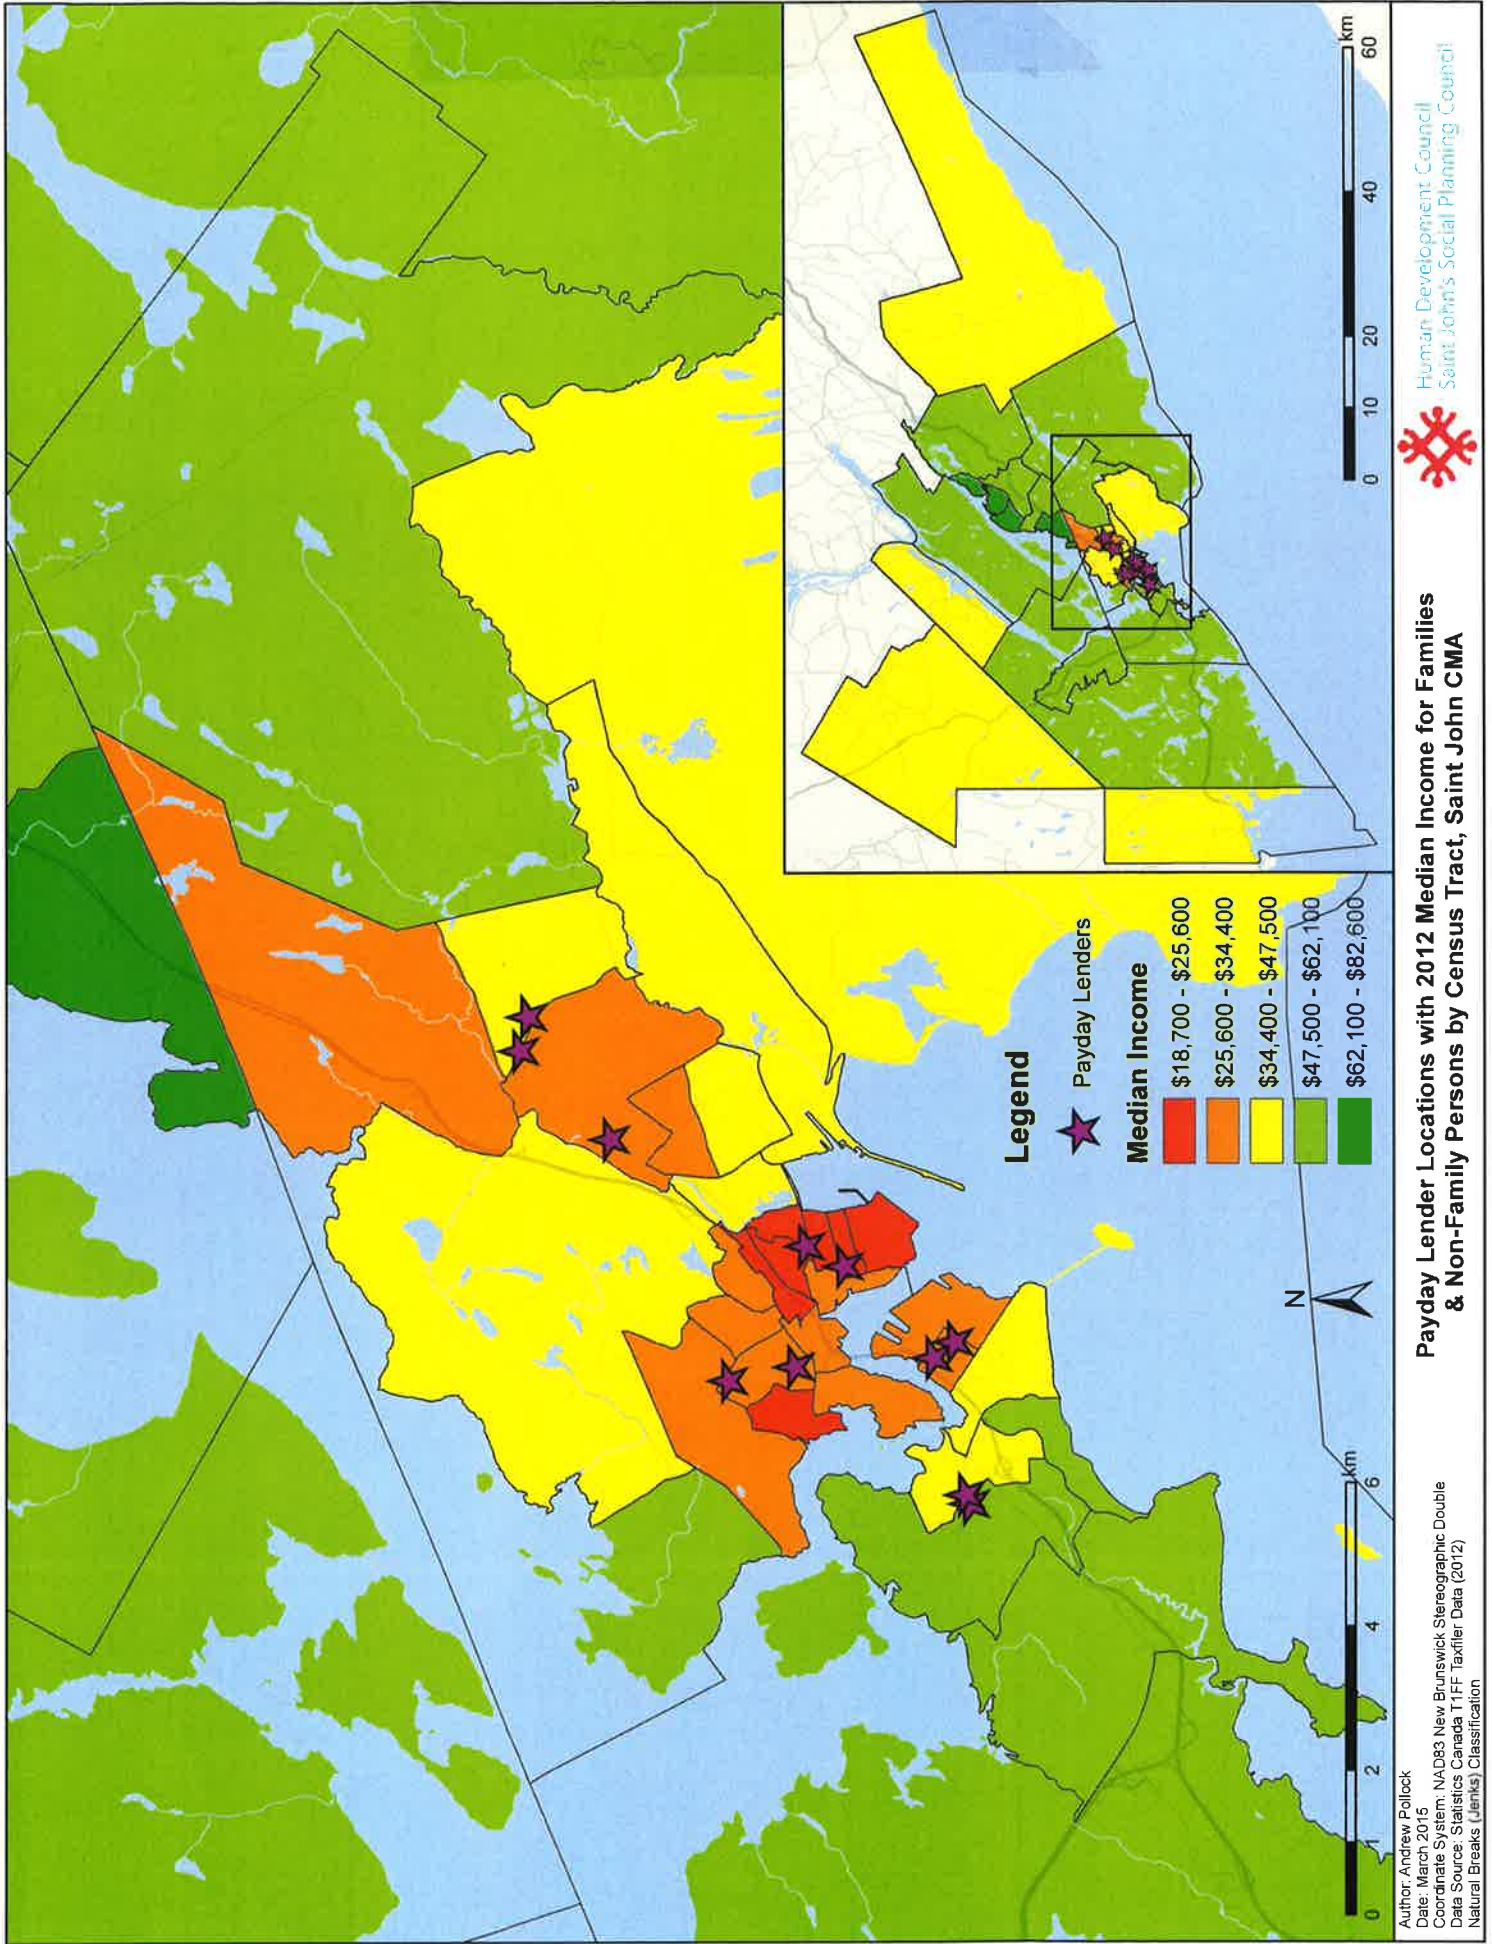 km
0
10
20
40
60
Legend
Payday Lenders
Median Income
$18,700 - $25,600
$25,600 - $34,400
$34,400 - $47,500
$47,500 - $62,100
$62,100 - $82,600
N
km
0
1
2
4
6
Author: Andrew Pollock
Date: March 2015
Coordinate System: NAD83 New Brunswick Stereographic Double
Data Source: Statistics Canada T1FF Taxfiler Data (2012)
Natural Breaks (Jenks) Classification
Payday Lender Locations with 2012 Median Income for Families
& Non-Family Persons by Census Tract, Saint John CMA
Human Development Council
Saint John's Social Planning Council